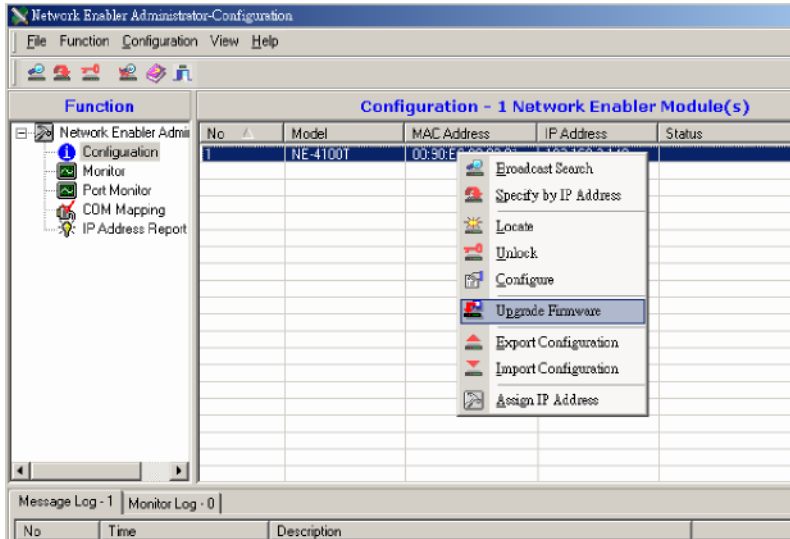 Network Enabler Administrator-Configuration
File Function Configuration View Help
Function
Configuration - 1 Network Enabler Module(s)
Network Enabler Admi
Configuration
Monitor
Port Monitor
COM Mapping
IP Address Report
No Model MAC Address IP Address Status
1 NE-4100T
Broadcast Search
Specify by IP Address
Locate
Unlock
Configure
Upgrade Firmware
Export Configuration
Import Configuration
Assign IP Address
Message Log - 1 Monitor Log - 0
No Time Description